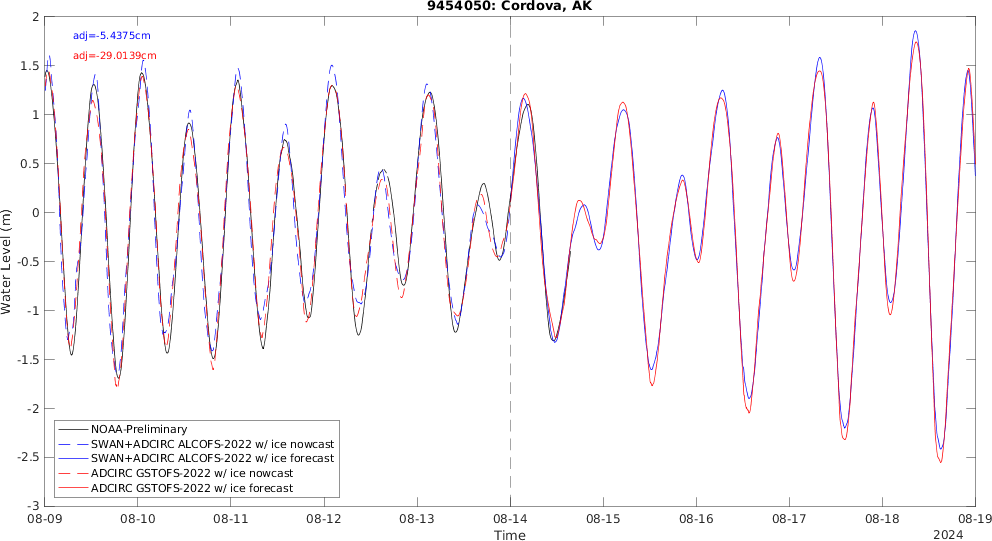 9454050: Cordova, AK
adj=-5.4375cm
adj=-29.0139cm
2
1.5
1
0.5
0
-0.5
-1
-1.5
-2
-2.5
-3
Water Level (m)
NOAA-Preliminary
SWAN+ADCIRC ALCOFS-2022 w/ ice nowcast
SWAN+ADCIRC ALCOFS-2022 w/ ice forecast
ADCIRC GSTOFS-2022 w/ ice nowcast
ADCIRC GSTOFS-2022 w/ ice forecast
08-09 08-10 08-11 08-12 08-13 08-14 08-15 08-16 08-17 08-18 08-19
Time
2024